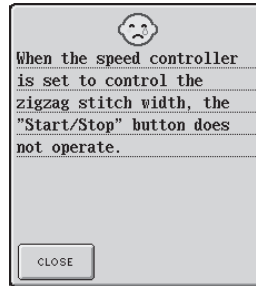 When the speed controller
is set to control the
zigzag stitch width, the
"Start/Stop" button does
not operate.
CLOSE